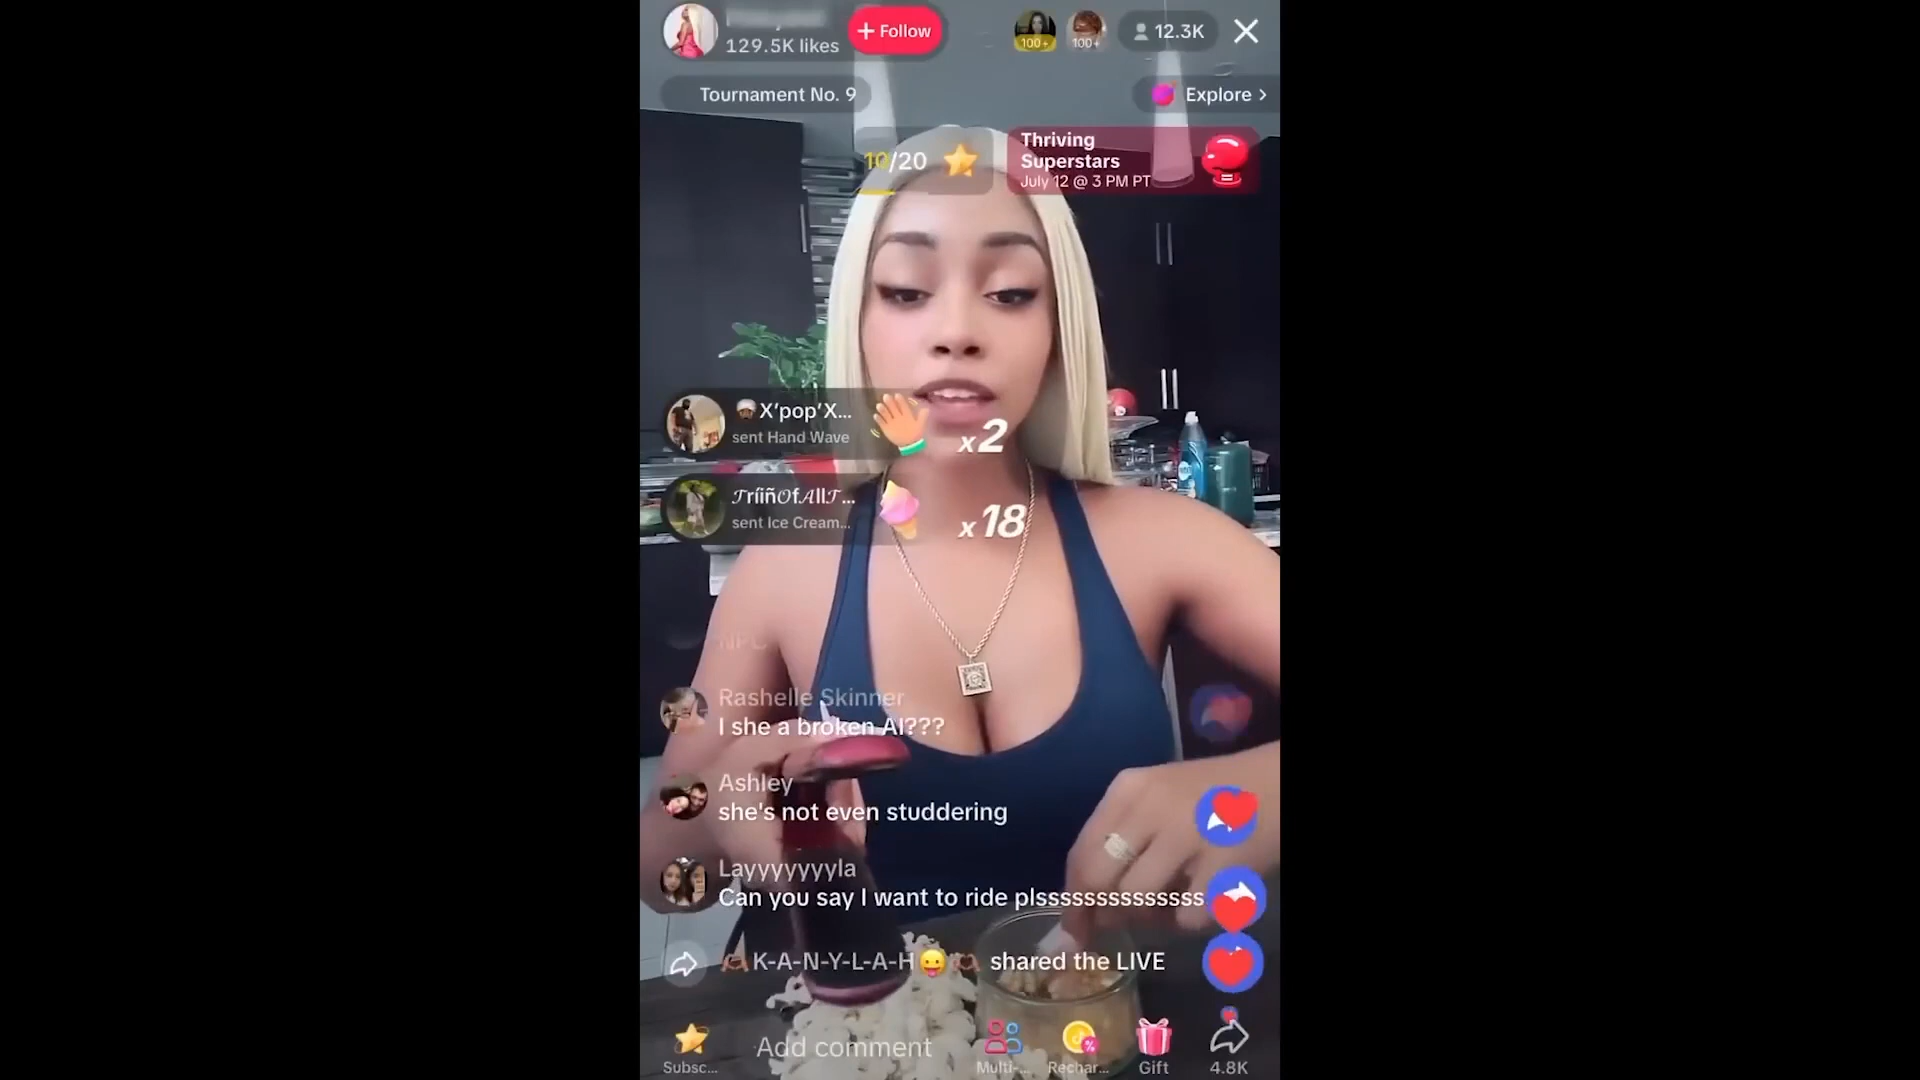 129.5K likes
+ Follow
100+
100+
12.3K
Tournament No. 9
Explore >
10/20
Thriving
Superstars
July 12 @ 3 PM PT
X'pop'X...
sent Hand Wave
x2
𝒯ríïñ𝒪f𝒜ll𝒯...
sent Ice Cream...
x18
NPC
Rashelle Skinner
I she a broken AI???
Ashley
she's not even studdering
Layyyyyyyla
Can you say I want to ride plsssssssssssss
K-A-N-Y-L-A-H shared the LIVE
Add comment
Subsc...
Multi-...
Rechar...
Gift
4.8K